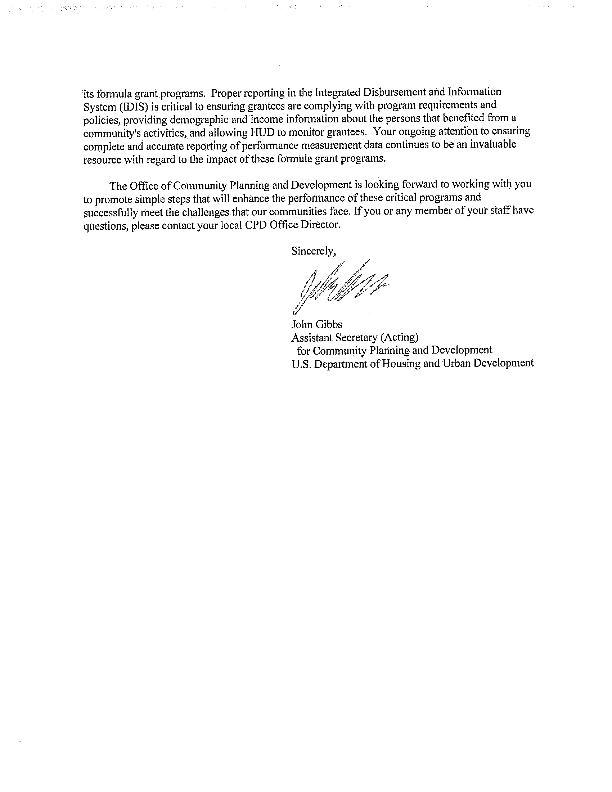 its formula grant programs. Proper reporting in the Integrated Disbursement and Information
System (IDIS) is critical to ensuring grantees are complying with program requirements and
policies, providing demographic and income information about the persons that benefited from a
community's activities, and allowing HUD to monitor grantees. Your ongoing attention to ensuring
complete and accurate reporting of performance measurement data continues to be an invaluable
resource with regard to the impact of these formula grant programs.
The Office of Community Planning and Development is looking forward to working with you
to promote simple steps that will enhance the performance of these critical programs and
successfully meet the challenges that our communities face. If you or any member of your staff have
questions, please contact your local CPD Office Director.
Sincerely,
John Gibbs
Assistant Secretary (Acting)
for Community Planning and Development
U.S. Department of Housing and Urban Development